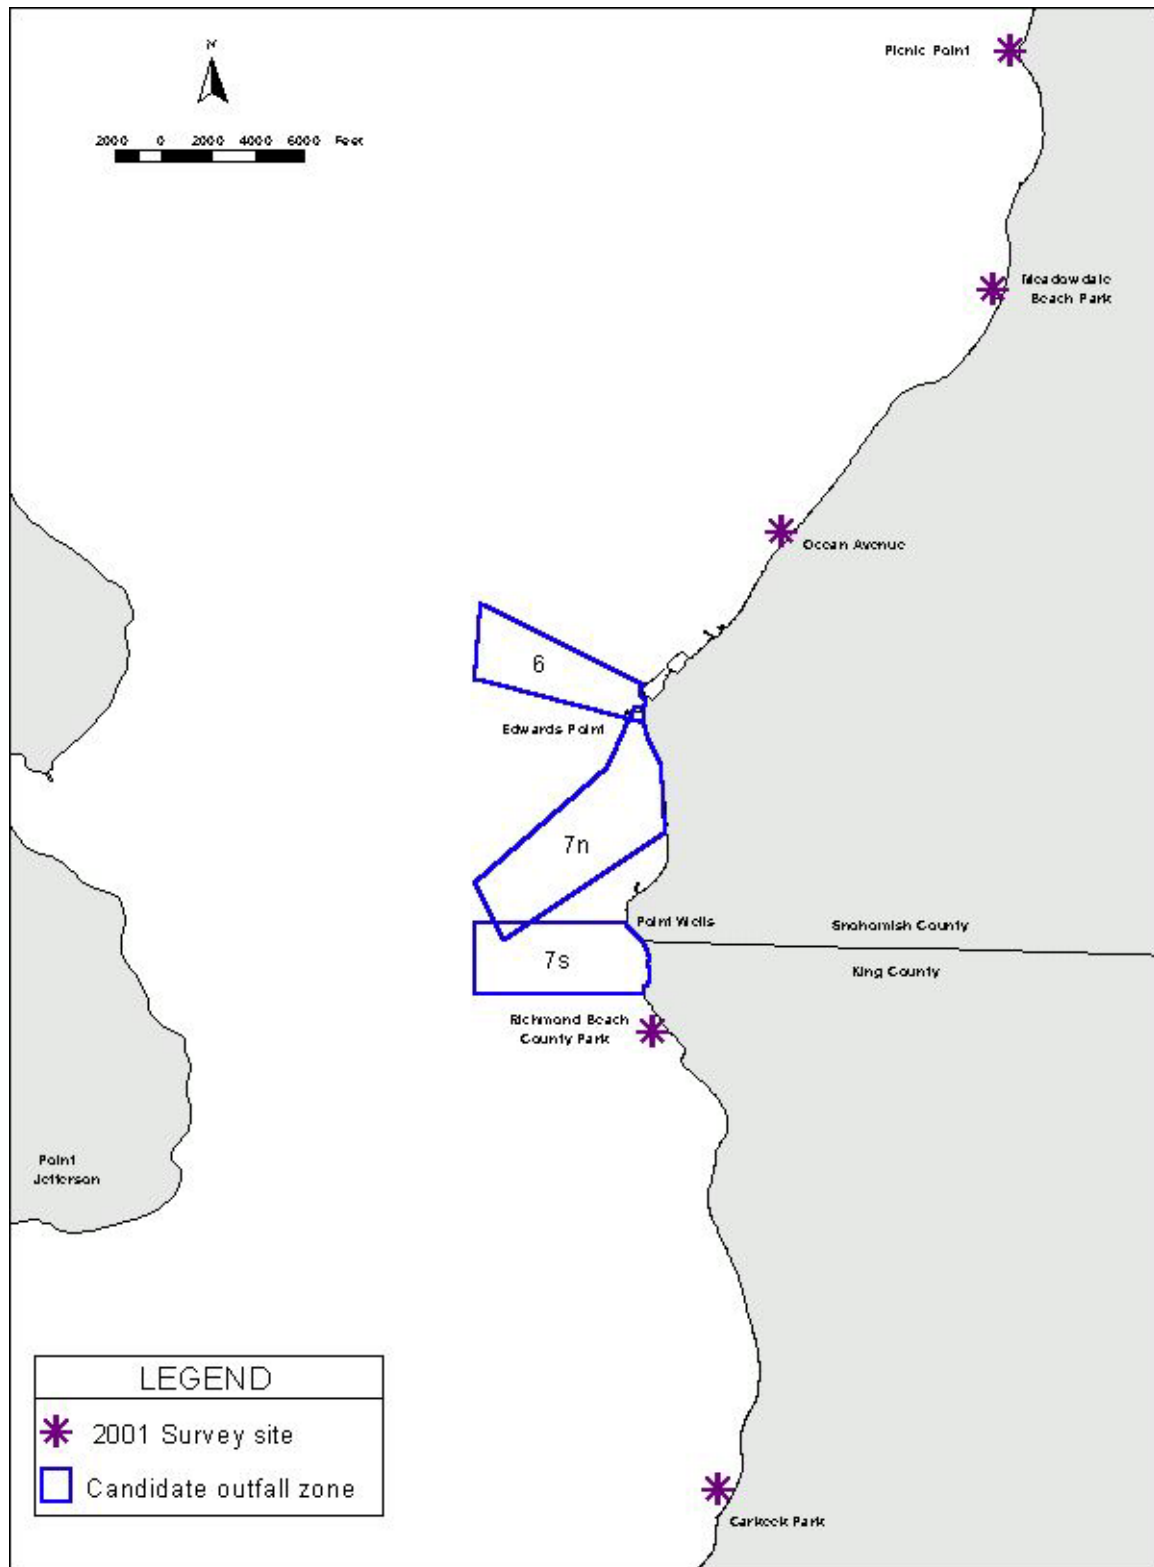 Picnic Point
N
2000 0 2000 4000 6000 Feet
Meadowdale
Beach Park
Ocean Avenue
6
Edwards Point
7n
Point Wells
Snohomish County
7s
King County
Richmond Beach
County Park
Point
Jefferson
LEGEND
2001 Survey site
Candidate outfall zone
Carkeek Park